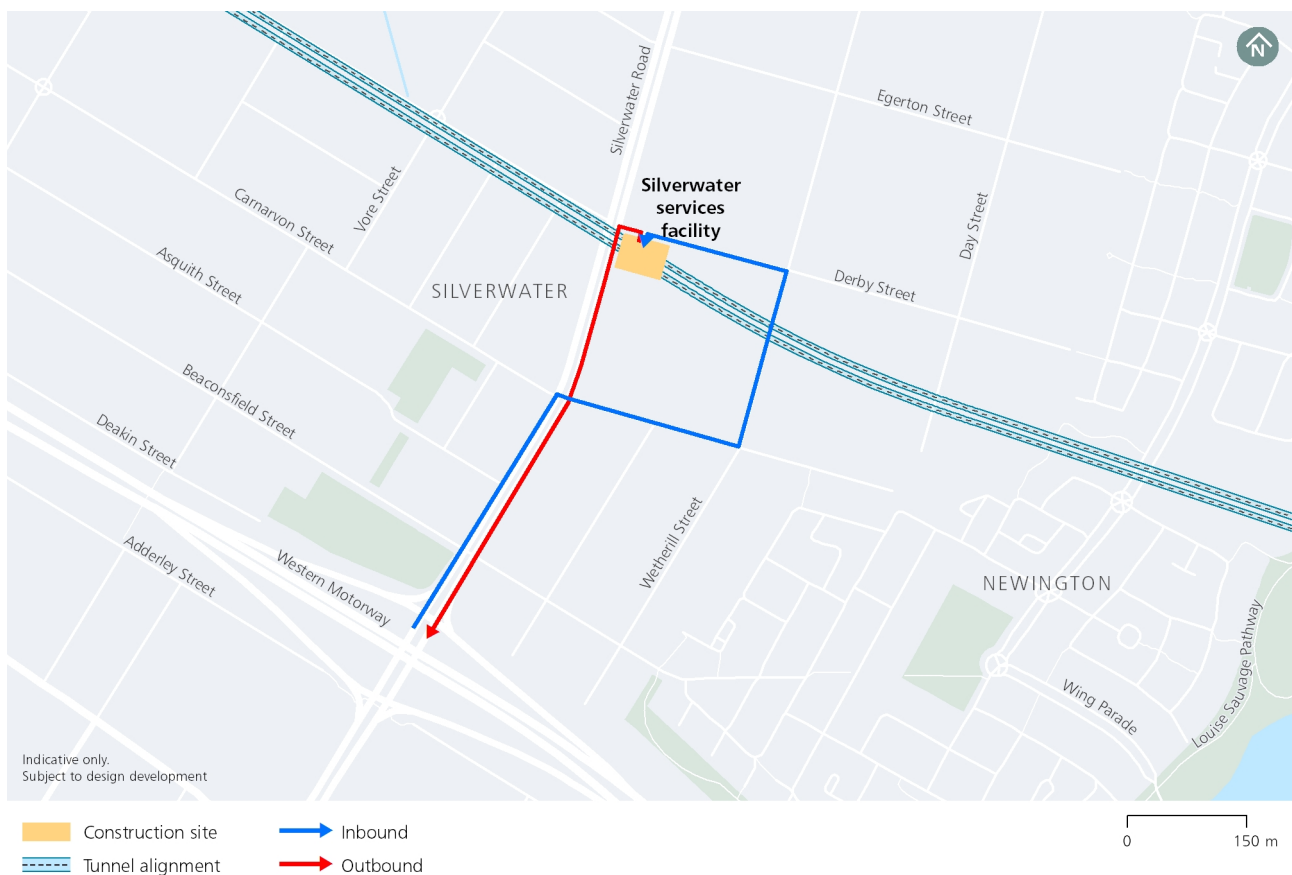 N
Silverwater Road
Egerton Street
Silverwater
services
facility
Vore Street
Carnarvon Street
Day Street
Asquith Street
Derby Street
SILVERWATER
Beaconsfield Street
Deakin Street
Wetherill Street
Adderley Street
Western Motorway
NEWINGTON
Louise Sauvage Pathway
Wing Parade
Indicative only.
Subject to design development
Construction site
Inbound
Tunnel alignment
Outbound
0 150 m